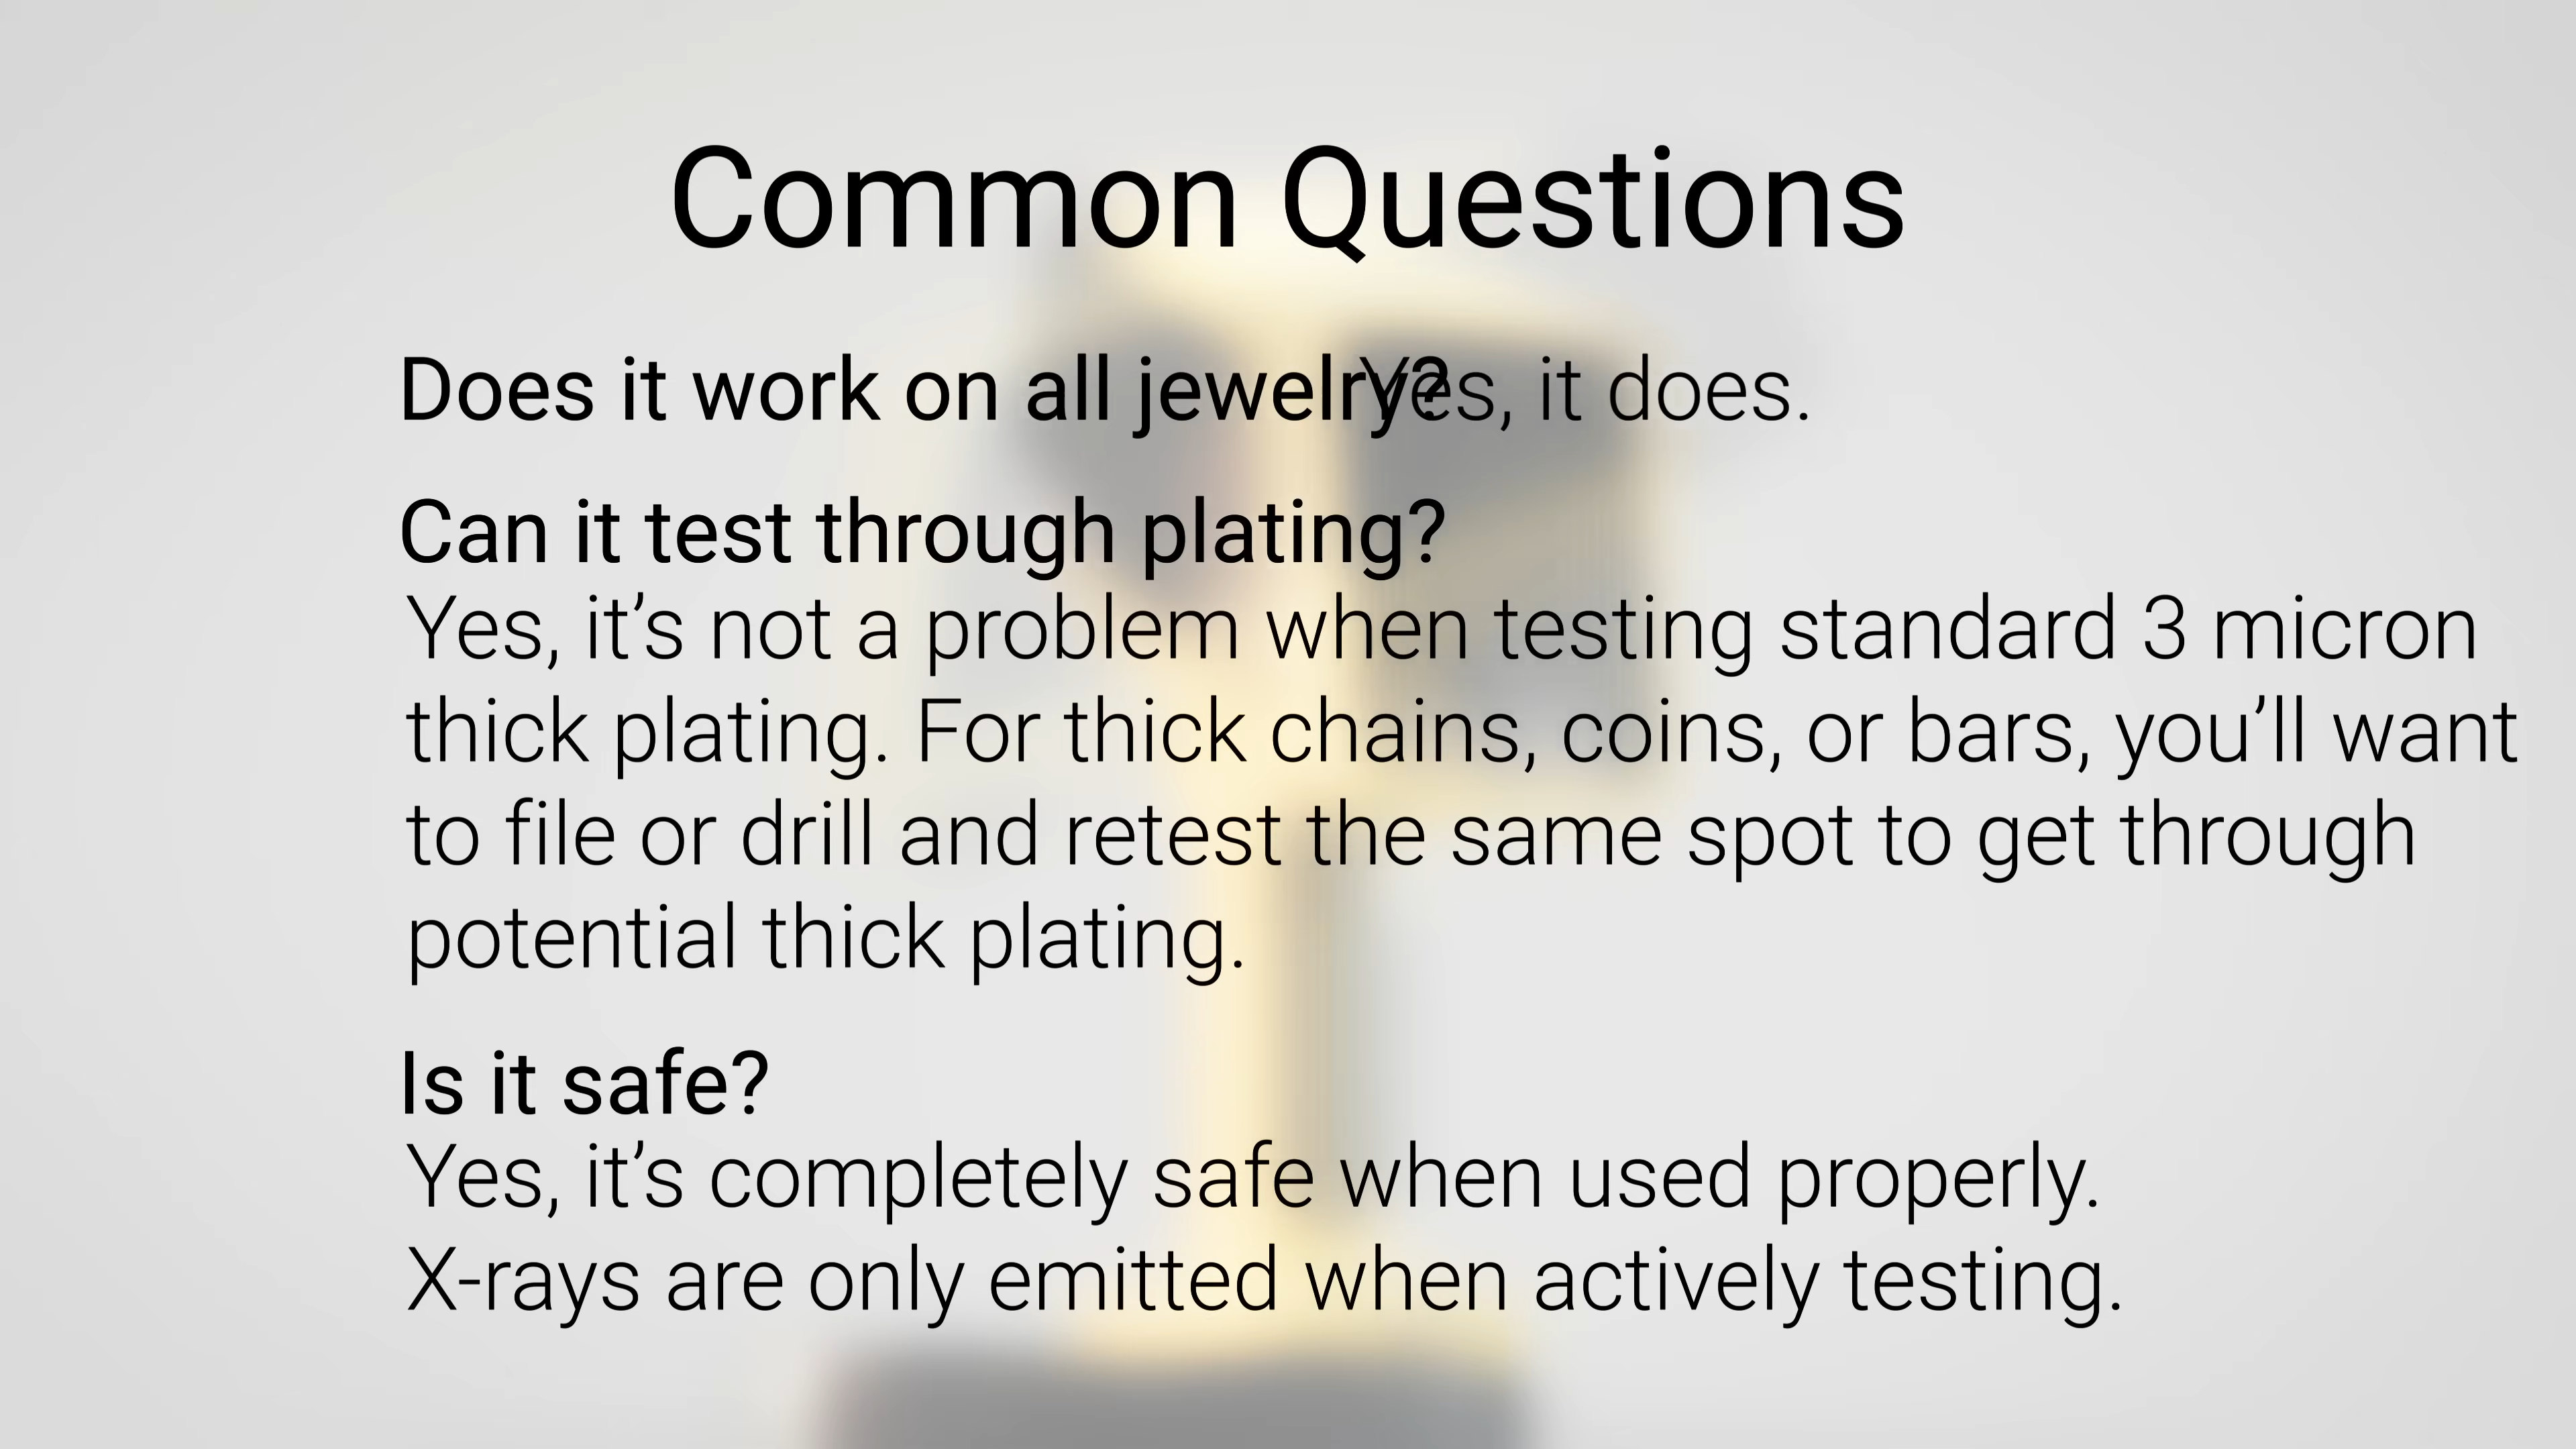 Common Questions
Does it work on all jewelry? Yes, it does.
Can it test through plating?
Yes, it’s not a problem when testing standard 3 micron
thick plating. For thick chains, coins, or bars, you’ll want
to file or drill and retest the same spot to get through
potential thick plating.
Is it safe?
Yes, it’s completely safe when used properly.
X-rays are only emitted when actively testing.